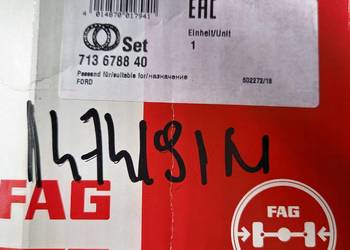 4 014870 017941
EAC
Set
Einheit/Unit
1
713 6788 40
Passend für/suitable for/назначение
FORD
502272/18
FAG
FAG